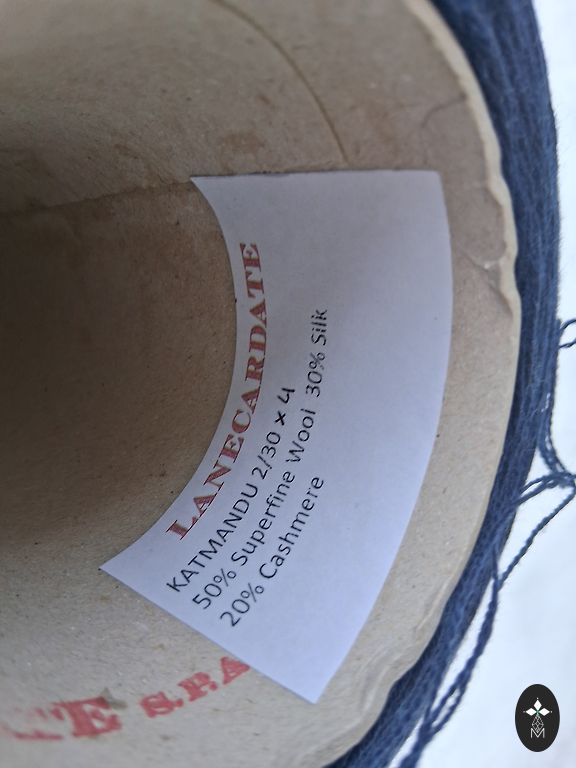 LANECARDATE
KATMANDU 2/30 x 4
50% Superfine Wool 30% Silk
20% Cashmere
S.P.A
M